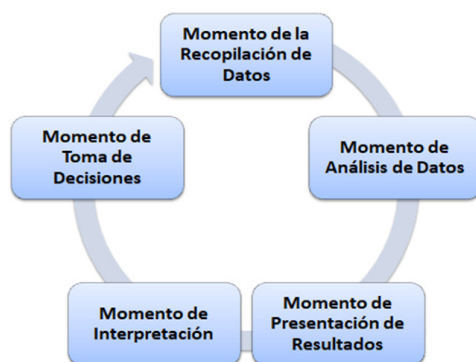 Momento de la
Recopilación de
Datos
Momento de
Análisis de Datos
Momento de
Presentación de
Resultados
Momento de
Interpretación
Momento de
Toma de
Decisiones